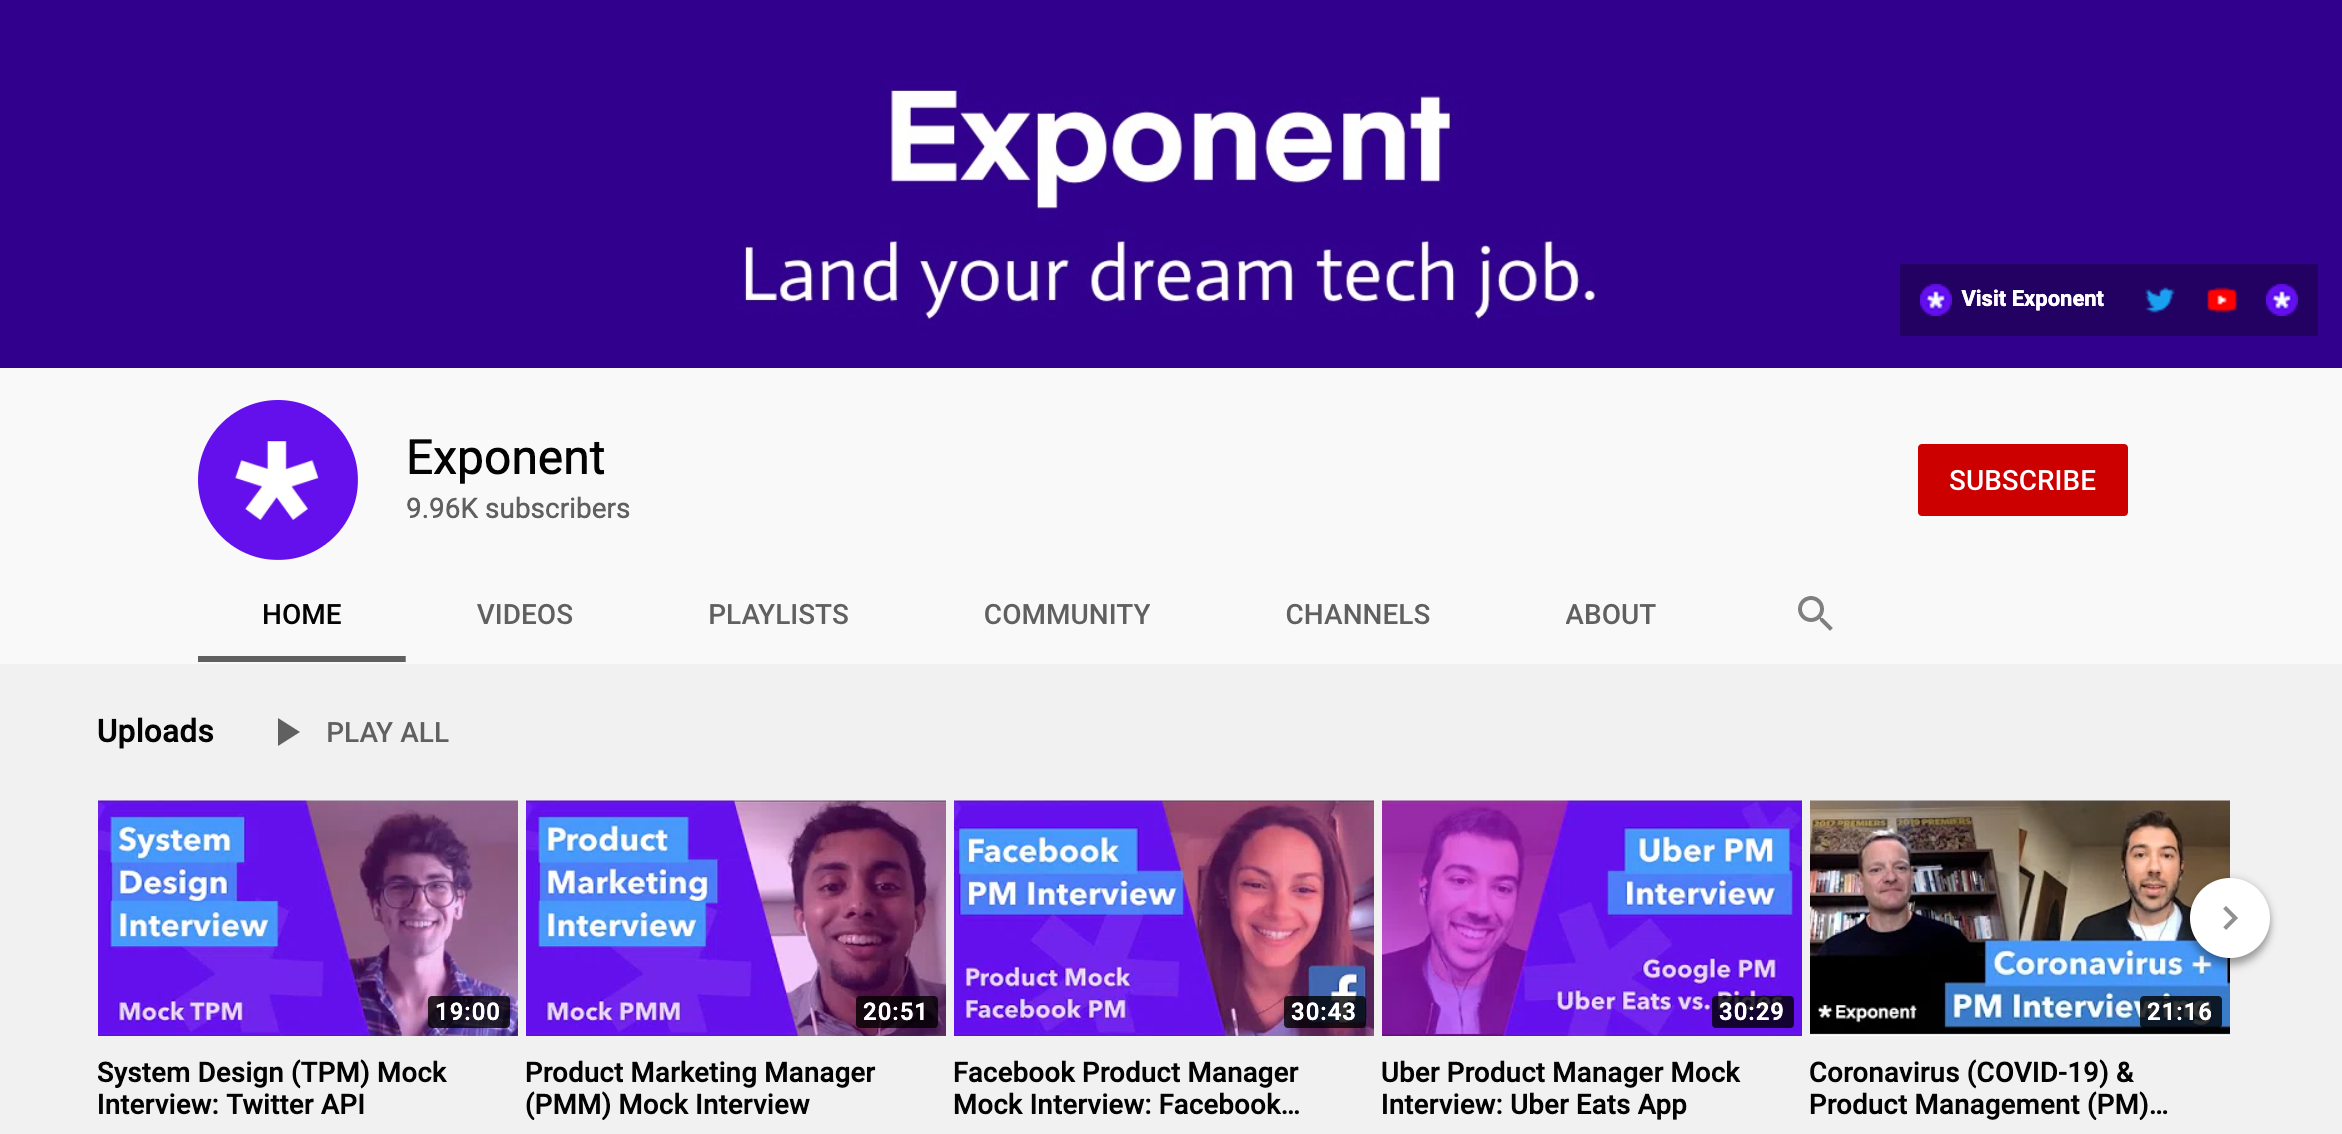 Exponent
Land your dream tech job.
Visit Exponent
Exponent
9.96K subscribers
SUBSCRIBE
HOME
VIDEOS
PLAYLISTS
COMMUNITY
CHANNELS
ABOUT
Uploads
PLAY ALL
System
Design
Interview
Mock TPM
19:00
System Design (TPM) Mock
Interview: Twitter API
Product
Marketing
Interview
Mock PMM
20:51
Product Marketing Manager
(PMM) Mock Interview
Facebook
PM Interview
Product Mock
Facebook PM
f
30:43
Facebook Product Manager
Mock Interview: Facebook...
Uber PM
Interview
Google PM
Uber Eats vs. Rides
30:29
Uber Product Manager Mock
Interview: Uber Eats App
2019 PREMIERS
Coronavirus +
PM Interviewing
Exponent
21:16
Coronavirus (COVID-19) &
Product Management (PM)...